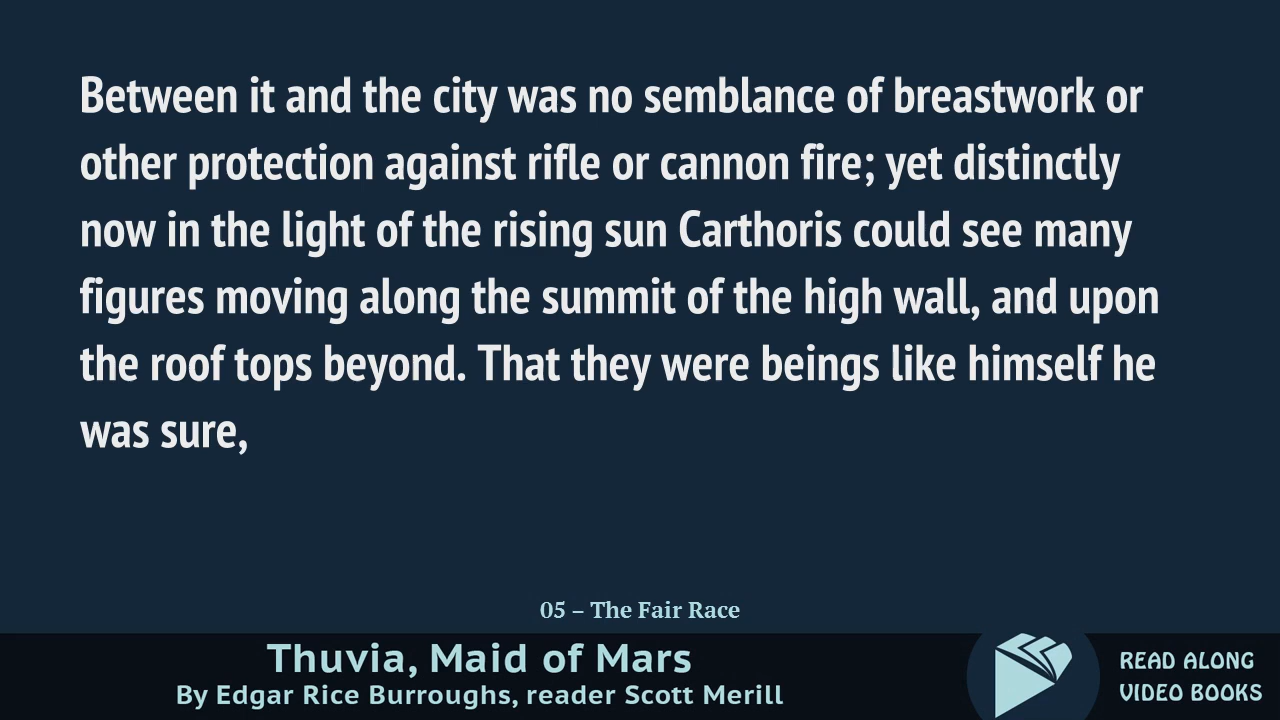 Between it and the city was no semblance of breastwork or
other protection against rifle or cannon fire; yet distinctly
now in the light of the rising sun Carthoris could see many
figures moving along the summit of the high wall, and upon
the roof tops beyond. That they were beings like himself he
was sure,
05 – The Fair Race
Thuvia, Maid of Mars
By Edgar Rice Burroughs, reader Scott Merill
READ ALONG
VIDEO BOOKS